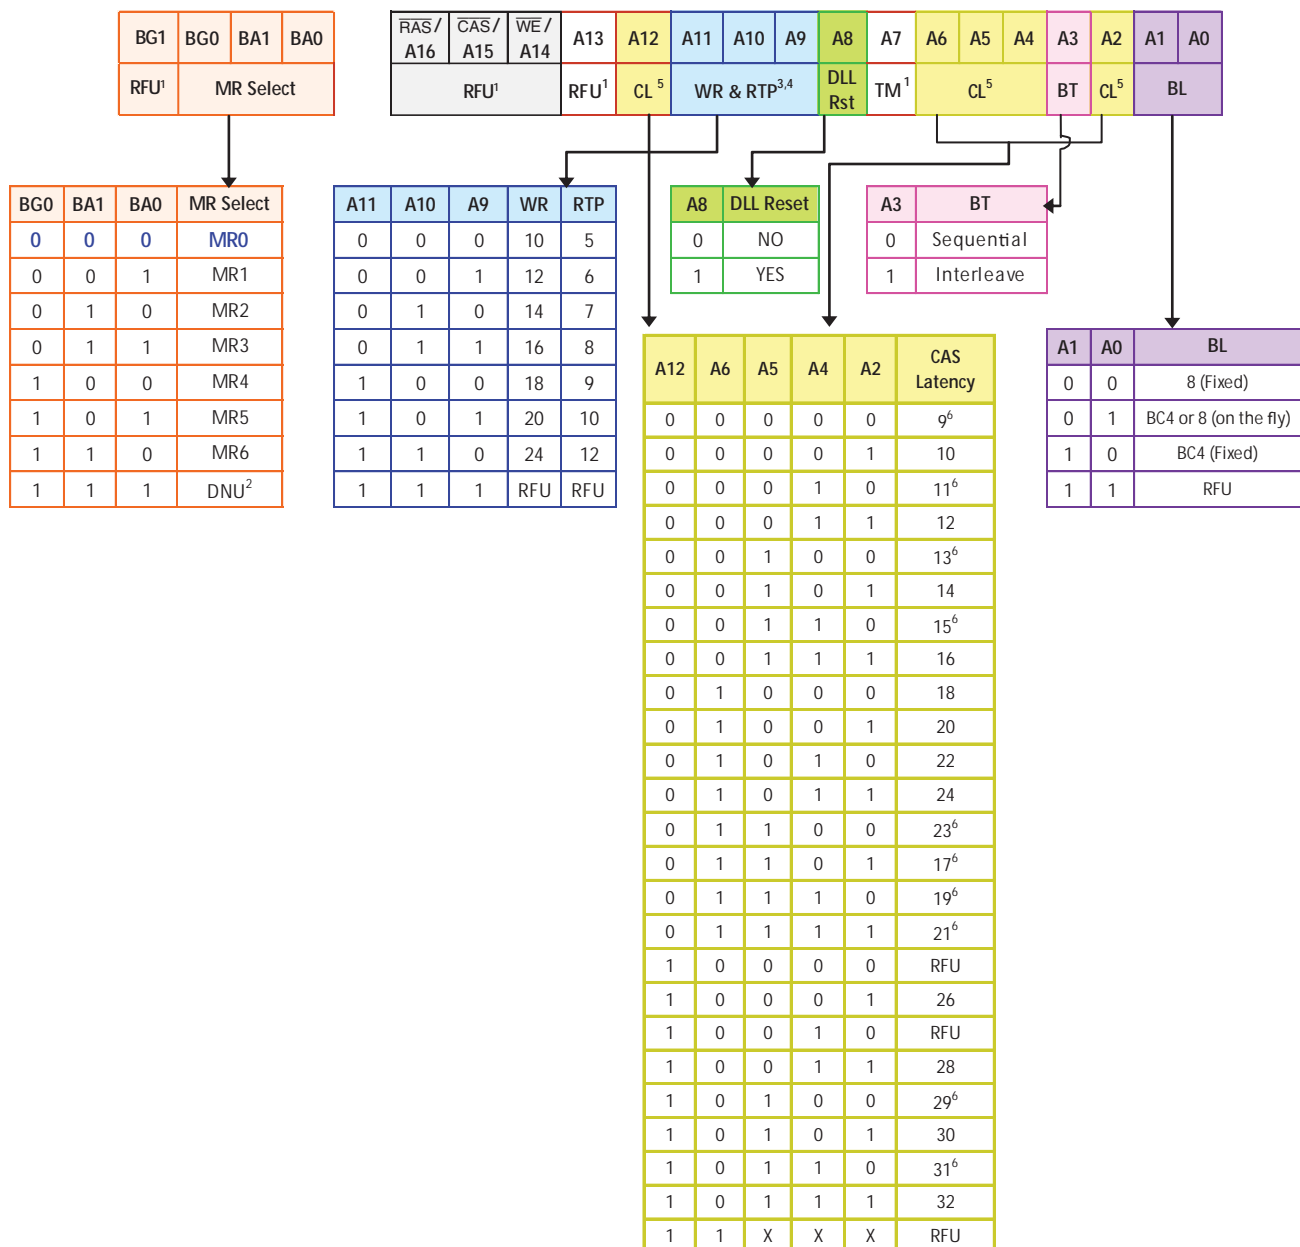 BG1 BG0 BA1 BA0
RFU¹ MR Select
RAS/ A16 CAS/ A15 WE/ A14 A13 A12 A11 A10 A9 A8 A7 A6 A5 A4 A3 A2 A1 A0
RFU¹ RFU¹ CL⁵ WR & RTP³,⁴ DLL Rst TM¹ CL⁵ BT CL⁵ BL
BG0 BA1 BA0 MR Select
0 0 0 MR0
0 0 1 MR1
0 1 0 MR2
0 1 1 MR3
1 0 0 MR4
1 0 1 MR5
1 1 0 MR6
1 1 1 DNU²
A11 A10 A9 WR RTP
0 0 0 10 5
0 0 1 12 6
0 1 0 14 7
0 1 1 16 8
1 0 0 18 9
1 0 1 20 10
1 1 0 24 12
1 1 1 RFU RFU
A8 DLL Reset
0 NO
1 YES
A3 BT
0 Sequential
1 Interleave
A12 A6 A5 A4 A2 CAS Latency
0 0 0 0 0 9⁶
0 0 0 0 1 10
0 0 0 1 0 11⁶
0 0 0 1 1 12
0 0 1 0 0 13⁶
0 0 1 0 1 14
0 0 1 1 0 15⁶
0 0 1 1 1 16
0 1 0 0 0 18
0 1 0 0 1 20
0 1 0 1 0 22
0 1 0 1 1 24
0 1 1 0 0 23⁶
0 1 1 0 1 17⁶
0 1 1 1 0 19⁶
0 1 1 1 1 21⁶
1 0 0 0 0 RFU
1 0 0 0 1 26
1 0 0 1 0 RFU
1 0 0 1 1 28
1 0 1 0 0 29⁶
1 0 1 0 1 30
1 0 1 1 0 31⁶
1 0 1 1 1 32
1 1 X X X RFU
A1 A0 BL
0 0 8 (Fixed)
0 1 BC4 or 8 (on the fly)
1 0 BC4 (Fixed)
1 1 RFU